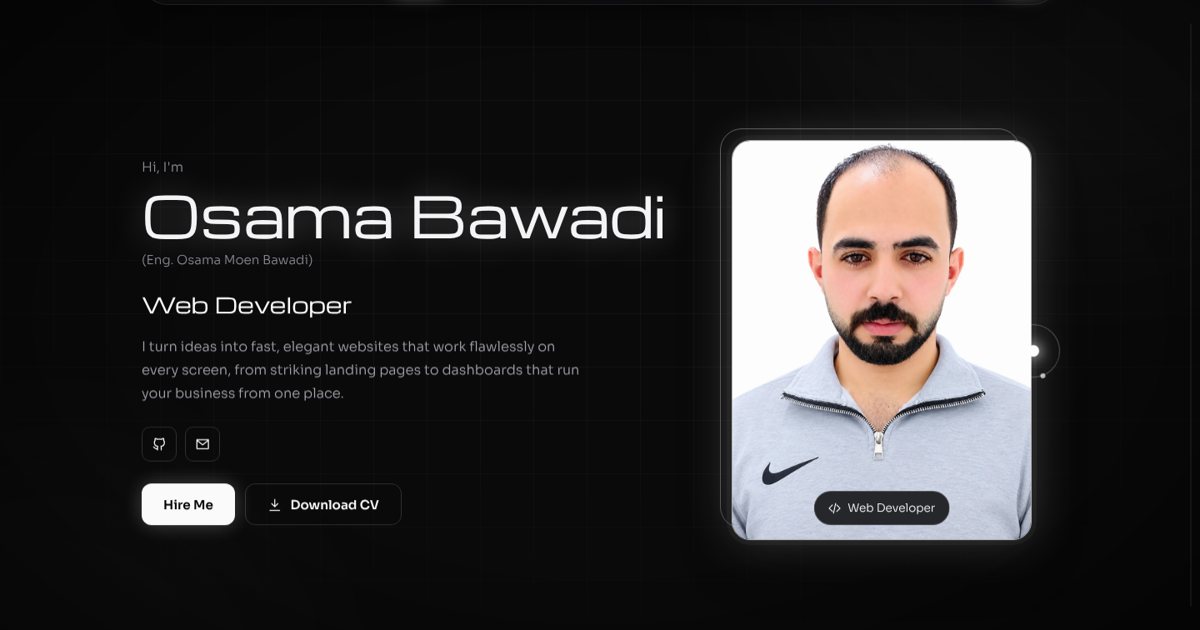 Hi, I'm
Osama Bawadi
(Eng. Osama Moen Bawadi)
Web Developer
I turn ideas into fast, elegant websites that work flawlessly on
every screen, from striking landing pages to dashboards that run
your business from one place.
Hire Me
Download CV
</> Web Developer